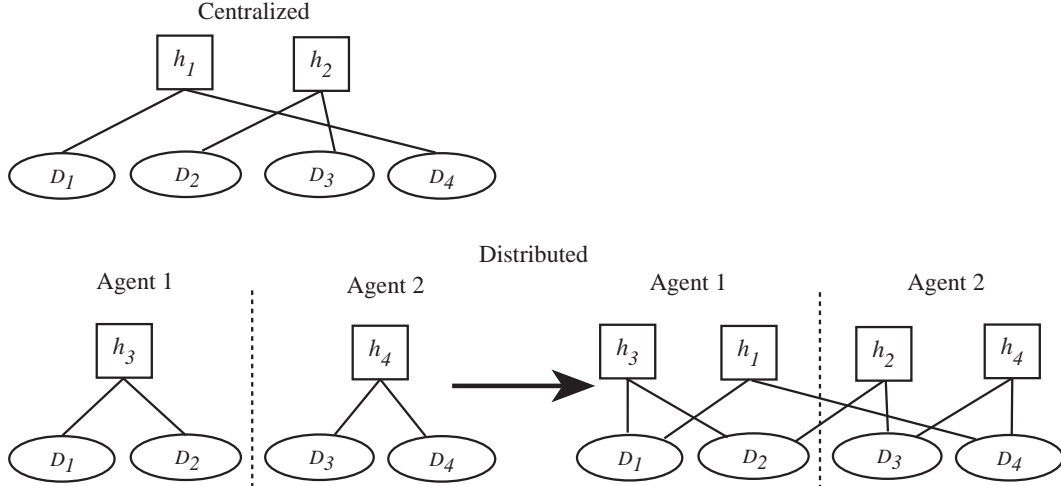 Centralized
h1 h2
D1 D2 D3 D4
Distributed
Agent 1 Agent 2 Agent 1 Agent 2
h3 h4 h3 h1 h2 h4
D1 D2 D3 D4 D1 D2 D3 D4